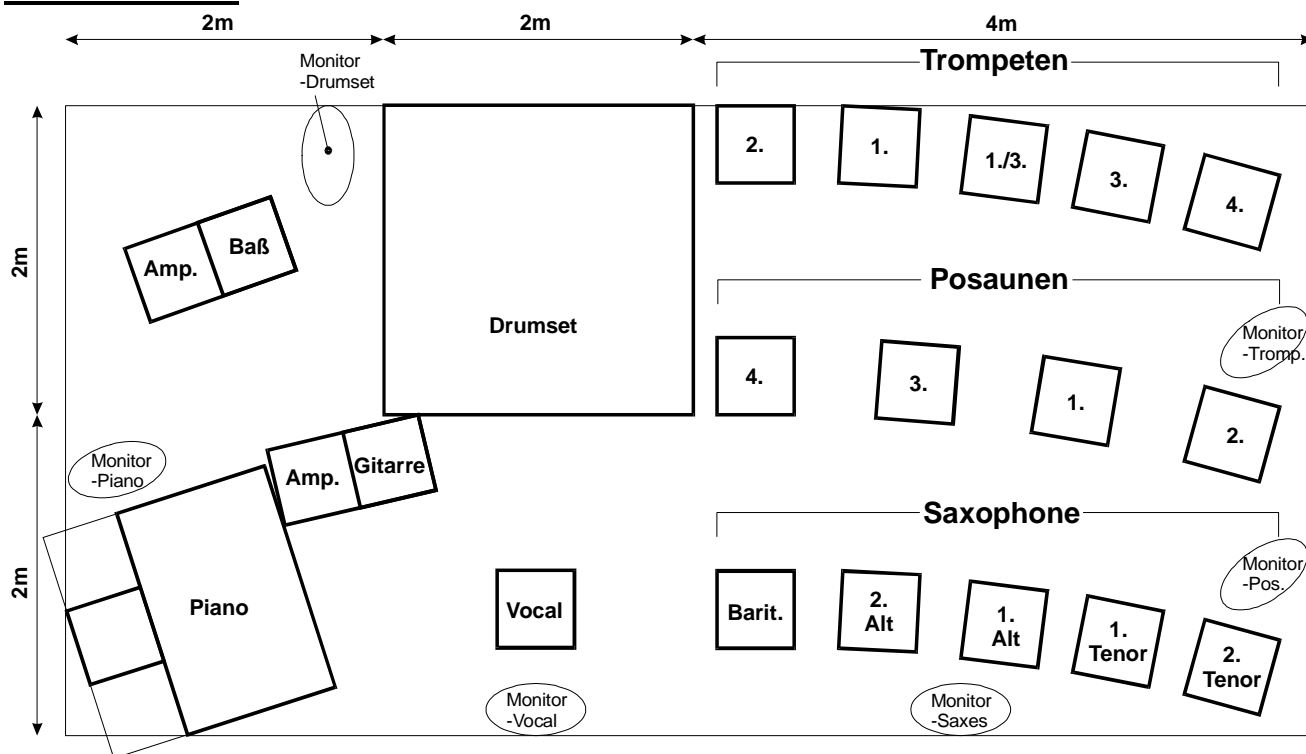 2m
2m
4m
Monitor
-Drumset
Trompeten
2.
1.
1./3.
3.
4.
2m
Baß
Amp.
Drumset
Posaunen
4.
3.
1.
2.
Monitor
-Tromp.
2m
Monitor
-Piano
Amp.
Gitarre
Piano
Vocal
Monitor
-Vocal
Saxophone
Barit.
2.
Alt
1.
Alt
1.
Tenor
2.
Tenor
Monitor
-Pos.
Monitor
-Saxes